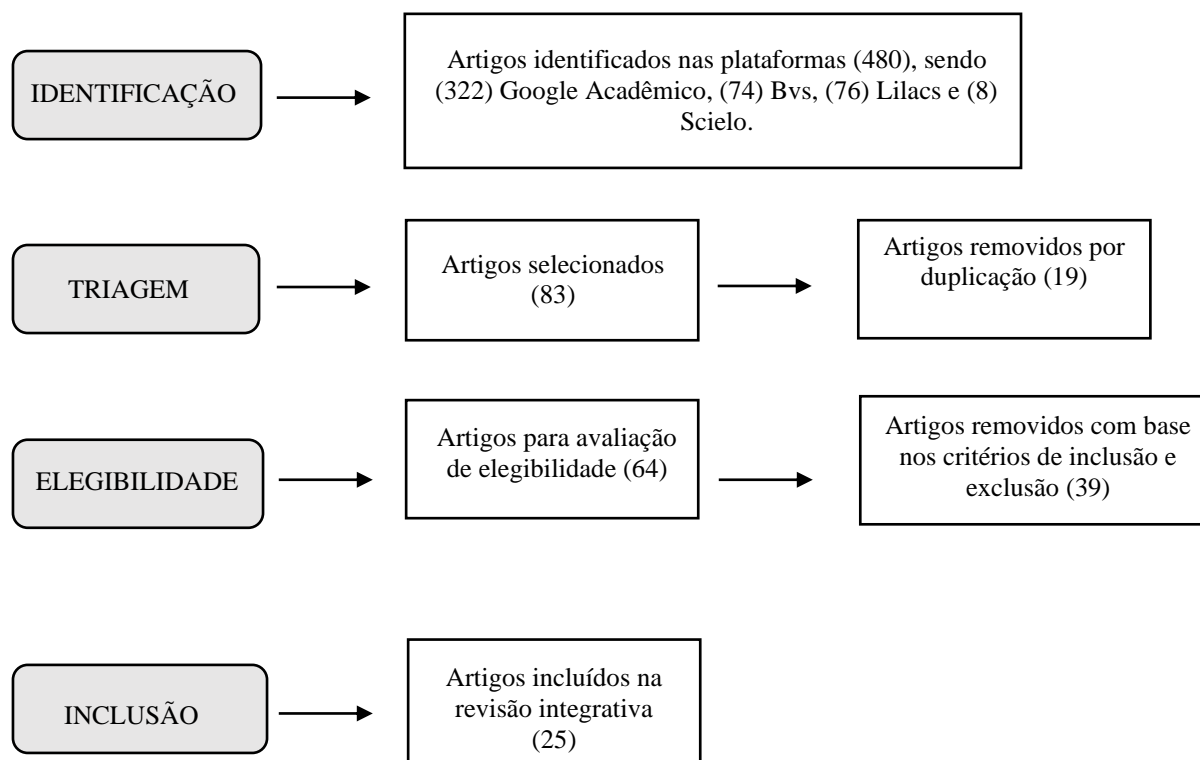 IDENTIFICAÇÃO
Artigos identificados nas plataformas (480), sendo
(322) Google Acadêmico, (74) Bvs, (76) Lilacs e (8)
Scielo.
TRIAGEM
Artigos selecionados
(83)
Artigos removidos por
duplicação (19)
ELEGIBILIDADE
Artigos para avaliação
de elegibilidade (64)
Artigos removidos com base
nos critérios de inclusão e
exclusão (39)
INCLUSÃO
Artigos incluídos na
revisão integrativa
(25)